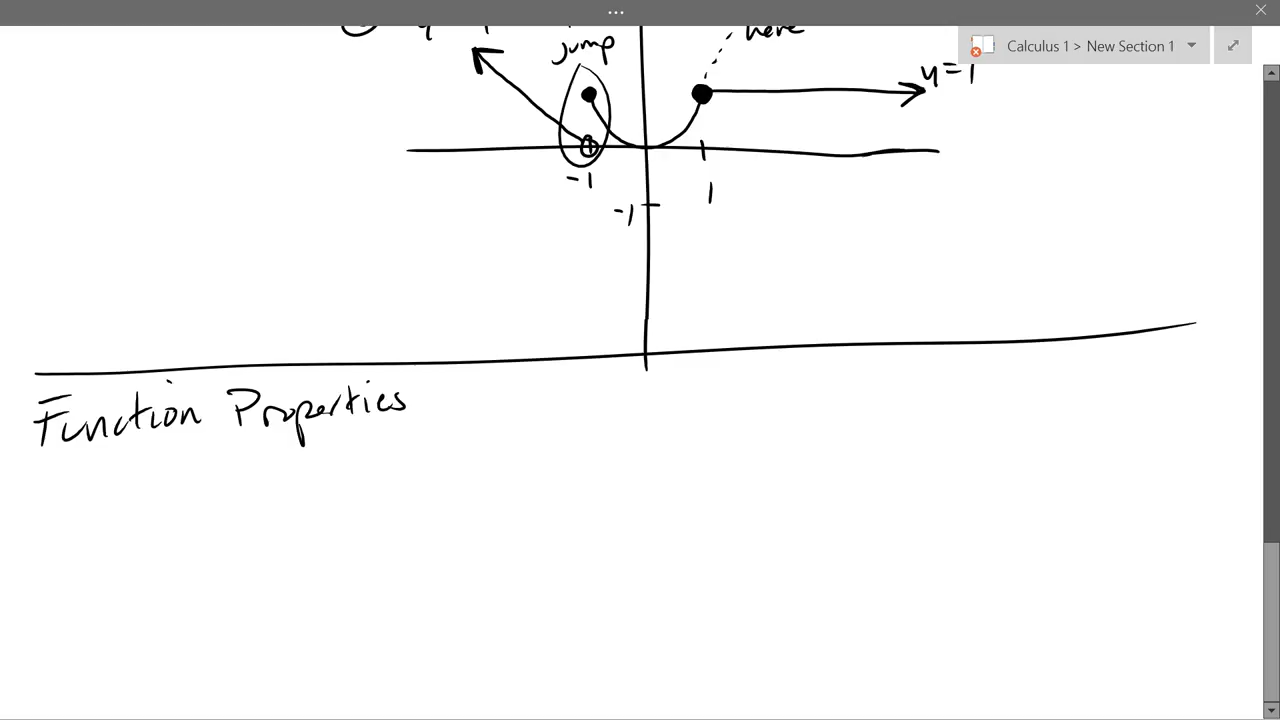 jump
here
Calculus 1 > New Section 1
y=1
-1
1
-1
Function Properties